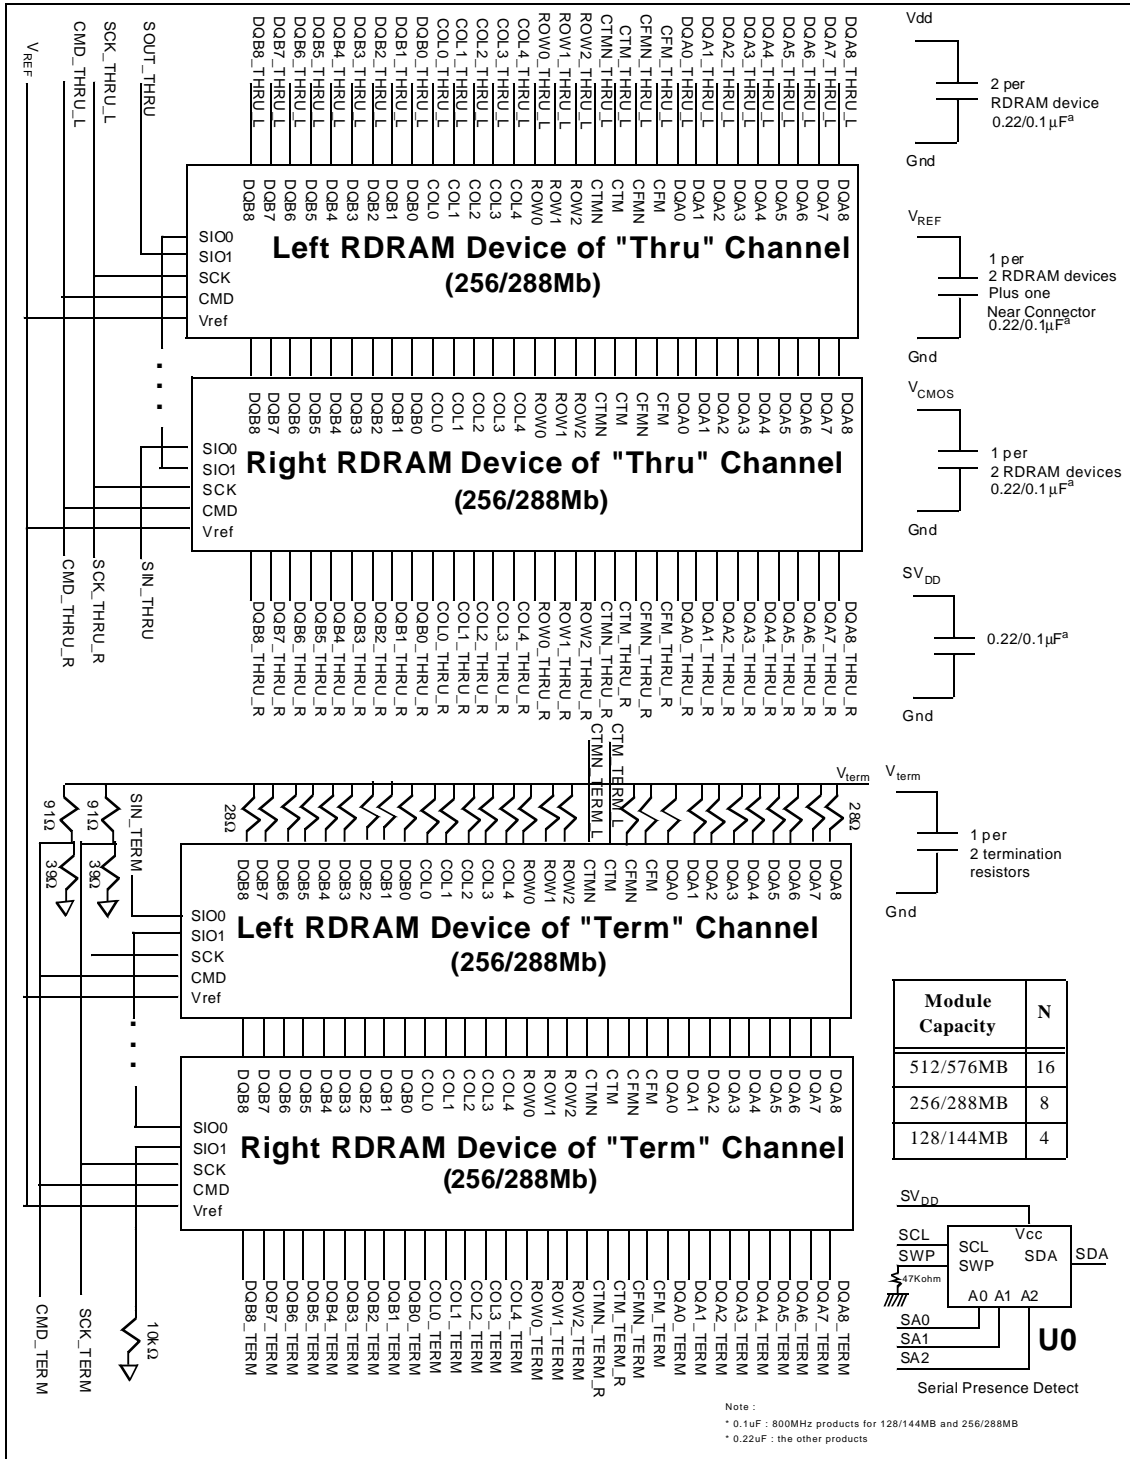 VREF
CMD_THRU_L
SCK_THRU_L
SOUT_THRU
DQB8_THRU_L
DQB7_THRU_L
DQB6_THRU_L
DQB5_THRU_L
DQB4_THRU_L
DQB3_THRU_L
DQB2_THRU_L
DQB1_THRU_L
DQB0_THRU_L
COL0_THRU_L
COL1_THRU_L
COL2_THRU_L
COL3_THRU_L
COL4_THRU_L
ROW0_THRU_L
ROW1_THRU_L
ROW2_THRU_L
CTMN_THRU_L
CTM_THRU_L
CFMN_THRU_L
CFM_THRU_L
DQA0_THRU_L
DQA1_THRU_L
DQA2_THRU_L
DQA3_THRU_L
DQA4_THRU_L
DQA5_THRU_L
DQA6_THRU_L
DQA7_THRU_L
DQA8_THRU_L
DQB8
DQB7
DQB6
DQB5
DQB4
DQB3
DQB2
DQB1
DQB0
COL0
COL1
COL2
COL3
COL4
ROW0
ROW1
ROW2
CTMN
CTM
CFMN
CFM
DQA0
DQA1
DQA2
DQA3
DQA4
DQA5
DQA6
DQA7
DQA8
SIO0
SIO1
SCK
CMD
Vref
Left RDRAM Device of "Thru" Channel
(256/288Mb)
DQB8
DQB7
DQB6
DQB5
DQB4
DQB3
DQB2
DQB1
DQB0
COL0
COL1
COL2
COL3
COL4
ROW0
ROW1
ROW2
CTMN
CTM
CFMN
CFM
DQA0
DQA1
DQA2
DQA3
DQA4
DQA5
DQA6
DQA7
DQA8
SIO0
SIO1
SCK
CMD
Vref
Right RDRAM Device of "Thru" Channel
(256/288Mb)
CMD_THRU_R
SCK_THRU_R
SIN_THRU
DQB8_THRU_R
DQB7_THRU_R
DQB6_THRU_R
DQB5_THRU_R
DQB4_THRU_R
DQB3_THRU_R
DQB2_THRU_R
DQB1_THRU_R
DQB0_THRU_R
COL0_THRU_R
COL1_THRU_R
COL2_THRU_R
COL3_THRU_R
COL4_THRU_R
ROW0_THRU_R
ROW1_THRU_R
ROW2_THRU_R
CTMN_THRU_R
CTM_THRU_R
CFMN_THRU_R
CFM_THRU_R
DQA0_THRU_R
DQA1_THRU_R
DQA2_THRU_R
DQA3_THRU_R
DQA4_THRU_R
DQA5_THRU_R
DQA6_THRU_R
DQA7_THRU_R
DQA8_THRU_R
CTMN_TERM_L
CTM_TERM_L
Vterm
91Ω
91Ω
39Ω
39Ω
SIN_TERM
28Ω
28Ω
DQB8
DQB7
DQB6
DQB5
DQB4
DQB3
DQB2
DQB1
DQB0
COL0
COL1
COL2
COL3
COL4
ROW0
ROW1
ROW2
CTMN
CTM
CFMN
CFM
DQA0
DQA1
DQA2
DQA3
DQA4
DQA5
DQA6
DQA7
DQA8
SIO0
SIO1
SCK
CMD
Vref
Left RDRAM Device of "Term" Channel
(256/288Mb)
DQB8
DQB7
DQB6
DQB5
DQB4
DQB3
DQB2
DQB1
DQB0
COL0
COL1
COL2
COL3
COL4
ROW0
ROW1
ROW2
CTMN
CTM
CFMN
CFM
DQA0
DQA1
DQA2
DQA3
DQA4
DQA5
DQA6
DQA7
DQA8
SIO0
SIO1
SCK
CMD
Vref
Right RDRAM Device of "Term" Channel
(256/288Mb)
CMD_TERM
SCK_TERM
10kΩ
DQB8_TERM
DQB7_TERM
DQB6_TERM
DQB5_TERM
DQB4_TERM
DQB3_TERM
DQB2_TERM
DQB1_TERM
DQB0_TERM
COL0_TERM
COL1_TERM
COL2_TERM
COL3_TERM
COL4_TERM
ROW0_TERM
ROW1_TERM
ROW2_TERM
CTMN_TERM_R
CTM_TERM_R
CFMN_TERM
CFM_TERM
DQA0_TERM
DQA1_TERM
DQA2_TERM
DQA3_TERM
DQA4_TERM
DQA5_TERM
DQA6_TERM
DQA7_TERM
DQA8_TERM
Vdd
2 per
RDRAM device
0.22/0.1μFa
Gnd
VREF
1 per
2 RDRAM devices
Plus one
Near Connector
0.22/0.1μFa
Gnd
VCMOS
1 per
2 RDRAM devices
0.22/0.1μFa
Gnd
SVDD
0.22/0.1μFa
Gnd
Vterm
1 per
2 termination
resistors
Gnd
Module Capacity N
512/576MB 16
256/288MB 8
128/144MB 4
SVDD
SCL
SWP
47Kohm
Vcc
SCL
SWP
SDA
SDA
A0 A1 A2
SA0
SA1
SA2
U0
Serial Presence Detect
Note :
* 0.1uF : 800MHz products for 128/144MB and 256/288MB
* 0.22uF : the other products